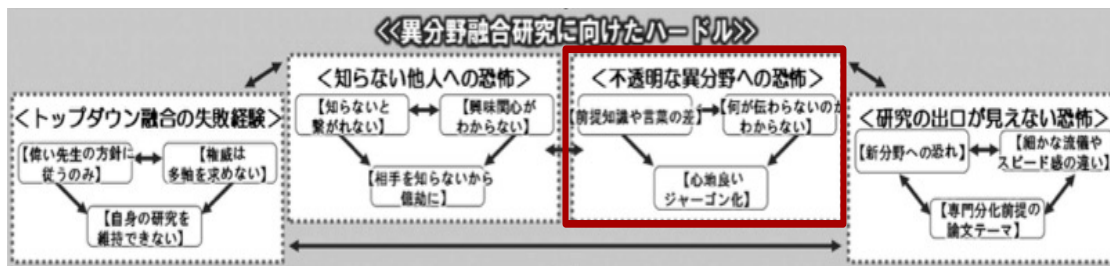 ≪異分野融合研究に向けたハードル≫
＜トップダウン融合の失敗経験＞
【偉い先生の方針に
従うのみ】
【権威は
多軸を求めない】
【自身の研究を
維持できない】
＜知らない他人への恐怖＞
【知らないと
繋がれない】
【興味関心が
わからない】
【相手を知らないから
億劫に】
＜不透明な異分野への恐怖＞
【前提知識や言葉の差】
【何が伝わらないのか
わからない】
【心地良い
ジャーゴン化】
＜研究の出口が見えない恐怖＞
【新分野への恐れ】
【細かな流儀や
スピード感の違い】
【専門分化前提の
論文テーマ】